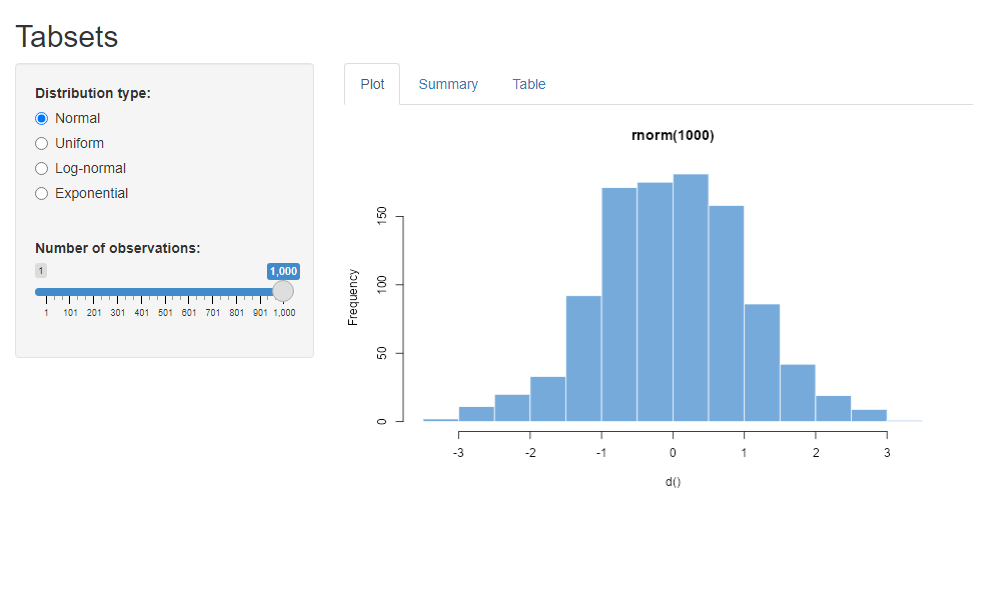 Tabsets
Distribution type:
Normal
Uniform
Log-normal
Exponential
Number of observations:
1 1,000
1 101 201 301 401 501 601 701 801 901 1,000
Plot Summary Table
rnorm(1000)
Frequency
150
100
50
0
-3 -2 -1 0 1 2 3
d()